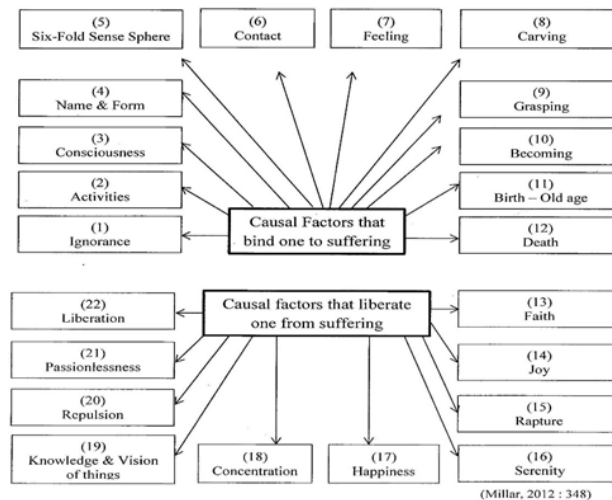 (5)
Six-Fold Sense Sphere
(6)
Contact
(7)
Feeling
(8)
Carving
(4)
Name & Form
(9)
Grasping
(3)
Consciousness
(10)
Becoming
(2)
Activities
(11)
Birth – Old age
(1)
Ignorance
Causal Factors that
bind one to suffering
(12)
Death
(22)
Liberation
Causal factors that liberate
one from suffering
(13)
Faith
(21)
Passionlessness
(14)
Joy
(20)
Repulsion
(15)
Rapture
(19)
Knowledge & Vision
of things
(18)
Concentration
(17)
Happiness
(16)
Serenity
(Millar, 2012 : 348)